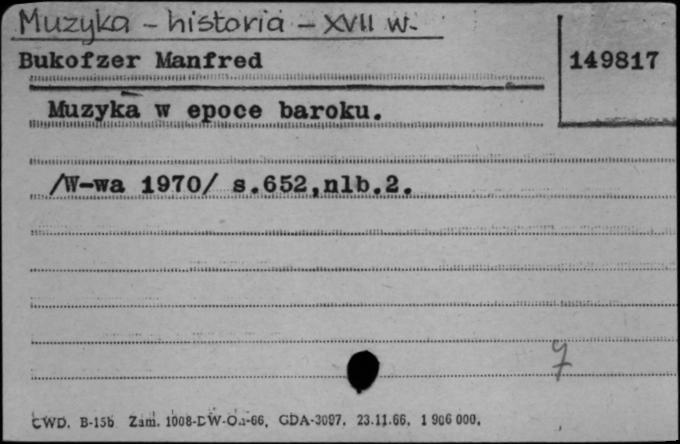 Muzyka - historia - XVII w.
Bukofzer Manfred
149817
Muzyka w epoce baroku.
/W-wa 1970/ s.652,nlb.2.
7
CWD. B-15b Zam. 1008-DW-Oa-66. GDA-3097. 23.11.66. 1 906 000.